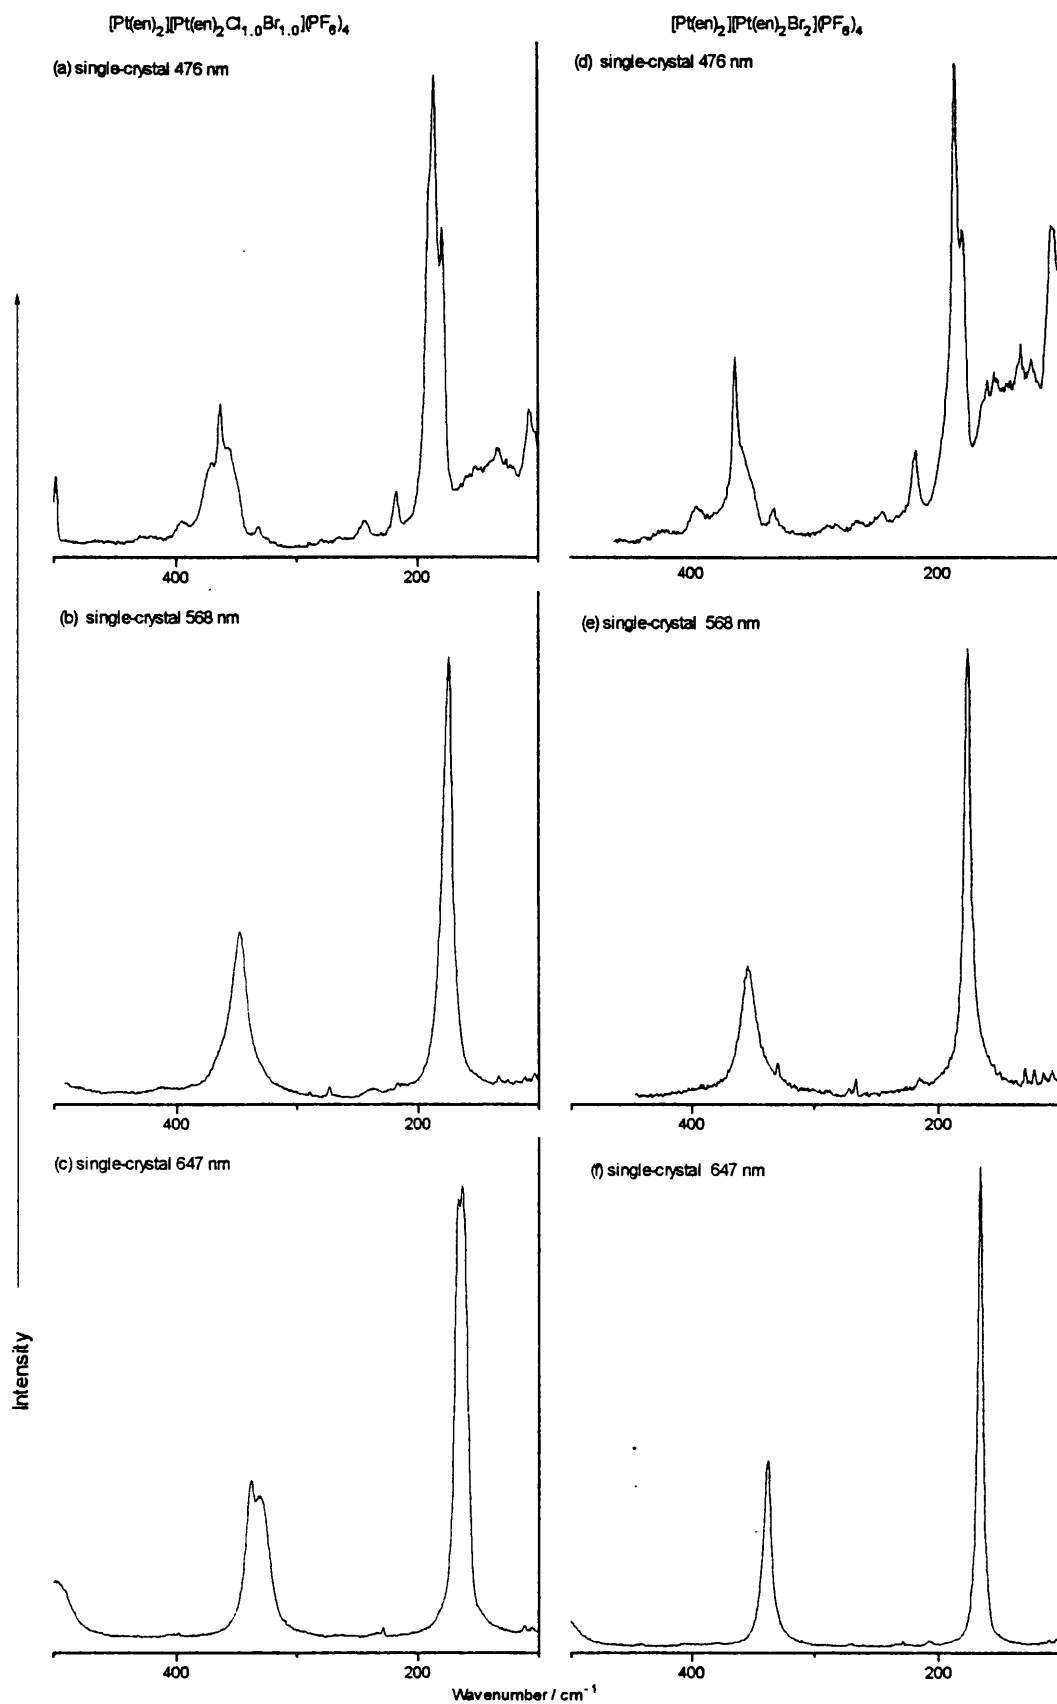 [Pt(en)₂][Pt(en)₂Cl₁.₀Br₁.₀](PF₆)₄
[Pt(en)₂][Pt(en)₂Br₂](PF₆)₄
(a) single-crystal 476 nm
(d) single-crystal 476 nm
400 200
400 200
(b) single-crystal 568 nm
(e) single-crystal 568 nm
400 200
400 200
(c) single-crystal 647 nm
(f) single-crystal 647 nm
Intensity
400 200
400 200
Wavenumber / cm⁻¹